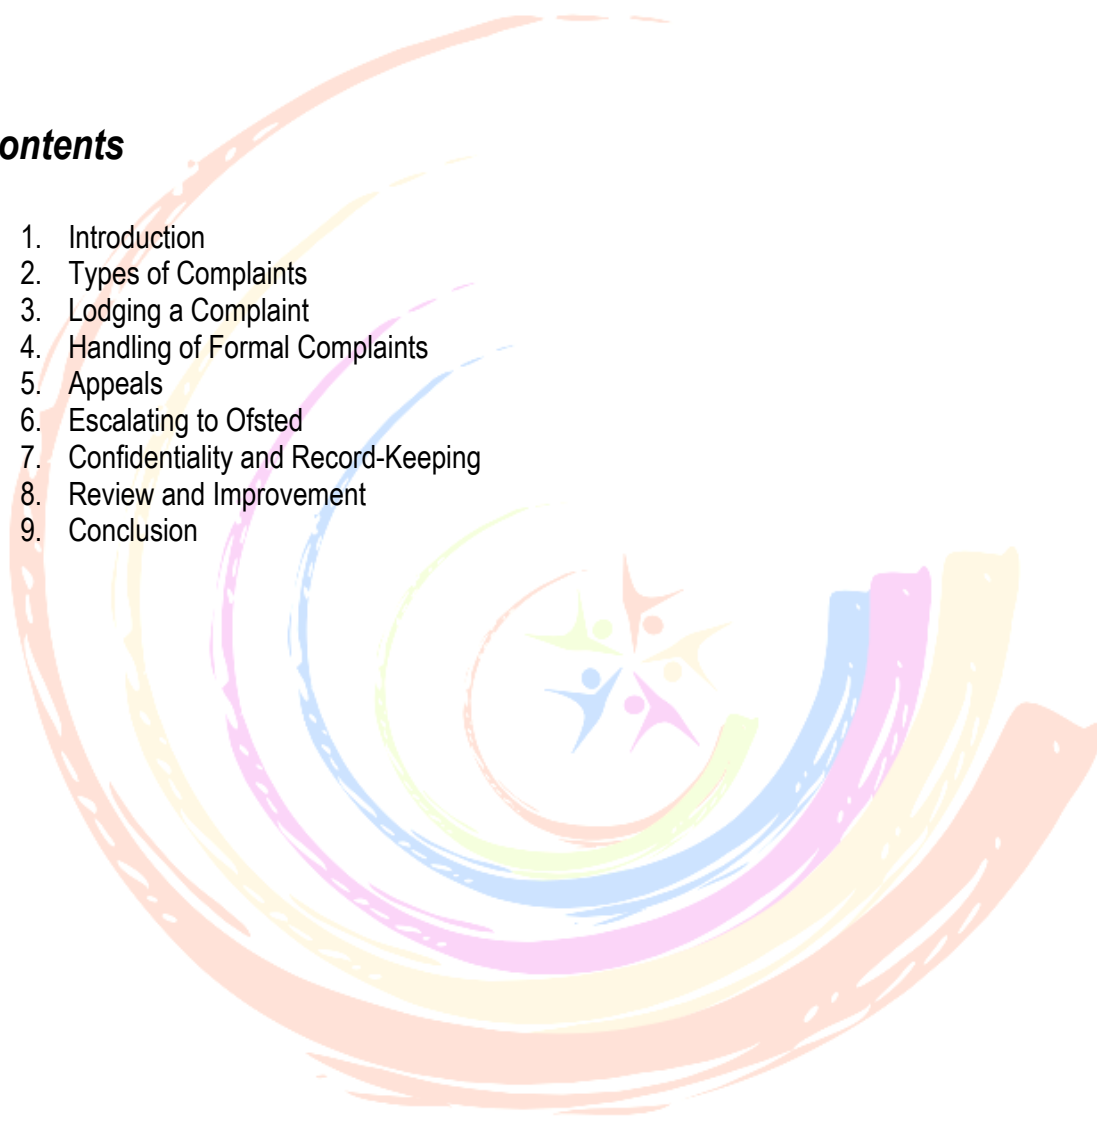 ontents
1. Introduction
2. Types of Complaints
3. Lodging a Complaint
4. Handling of Formal Complaints
5. Appeals
6. Escalating to Ofsted
7. Confidentiality and Record-Keeping
8. Review and Improvement
9. Conclusion